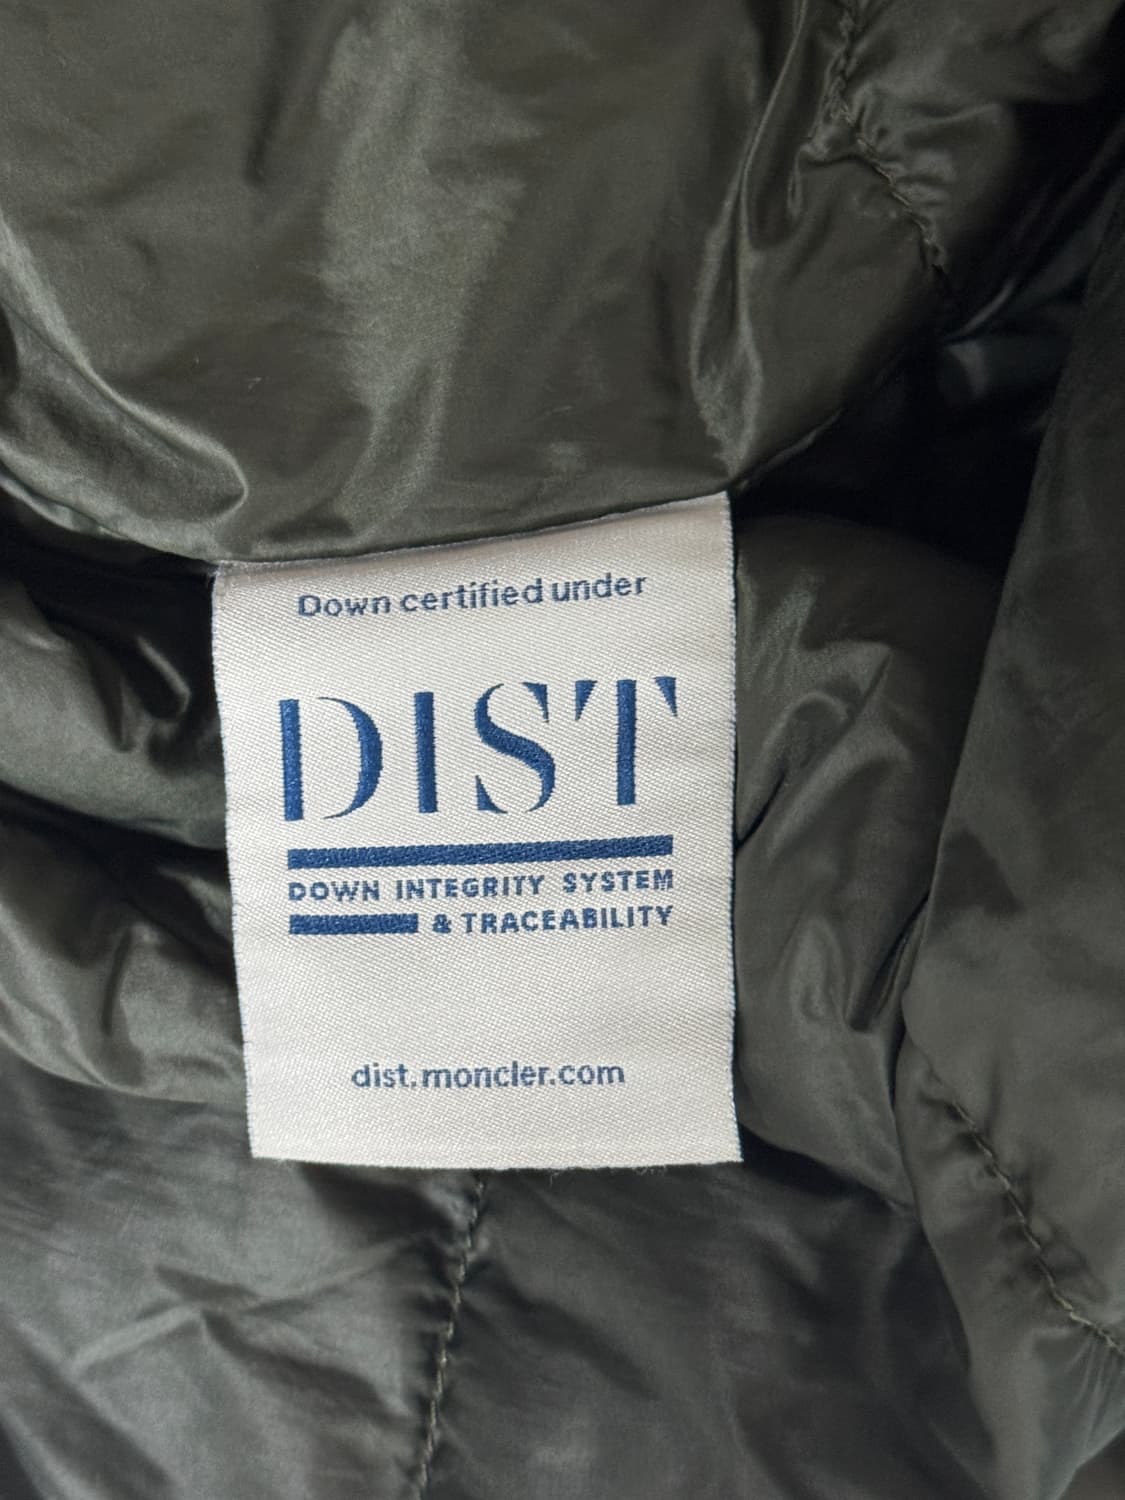 Down certified under
DIST
DOWN INTEGRITY SYSTEM
& TRACEABILITY
dist.moncler.com